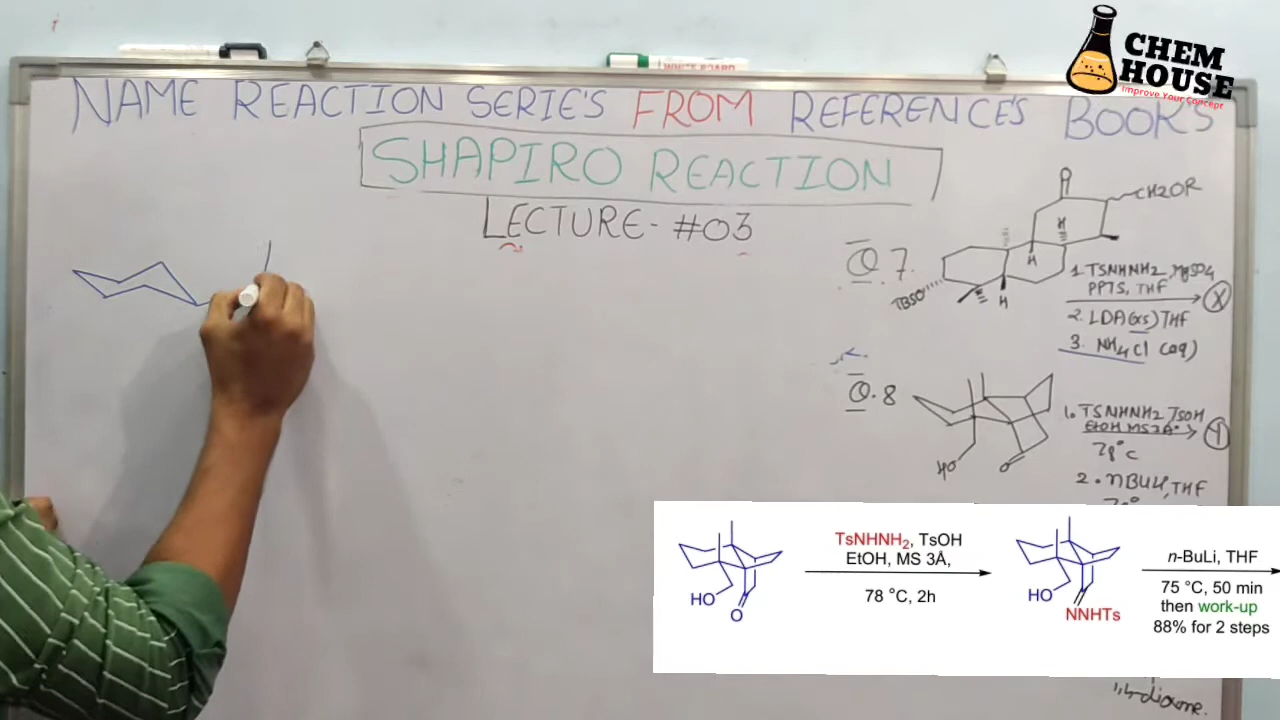 CHEM
HOUSE
Improve Your Concept
NAME REACTION SERIE'S FROM REFERENCE'S BOOK'S
SHAPIRO REACTION
LECTURE- #03
Q 7.
CH2OR
H
H
H
TBSO
1. TSNHNH2, MgSO4
PPTS, THF
2. LDA(xs) THF
3. NH4Cl (aq)
X
Q.8
HO
O
1. TSNHNH2 TSOH
EtOH MS3A°
78°C
Y
2. nBuLi, THF
TsNHNH2, TsOH
EtOH, MS 3Å,
78 °C, 2h
HO
O
HO
NNHTs
n-BuLi, THF
75 °C, 50 min
then work-up
88% for 2 steps